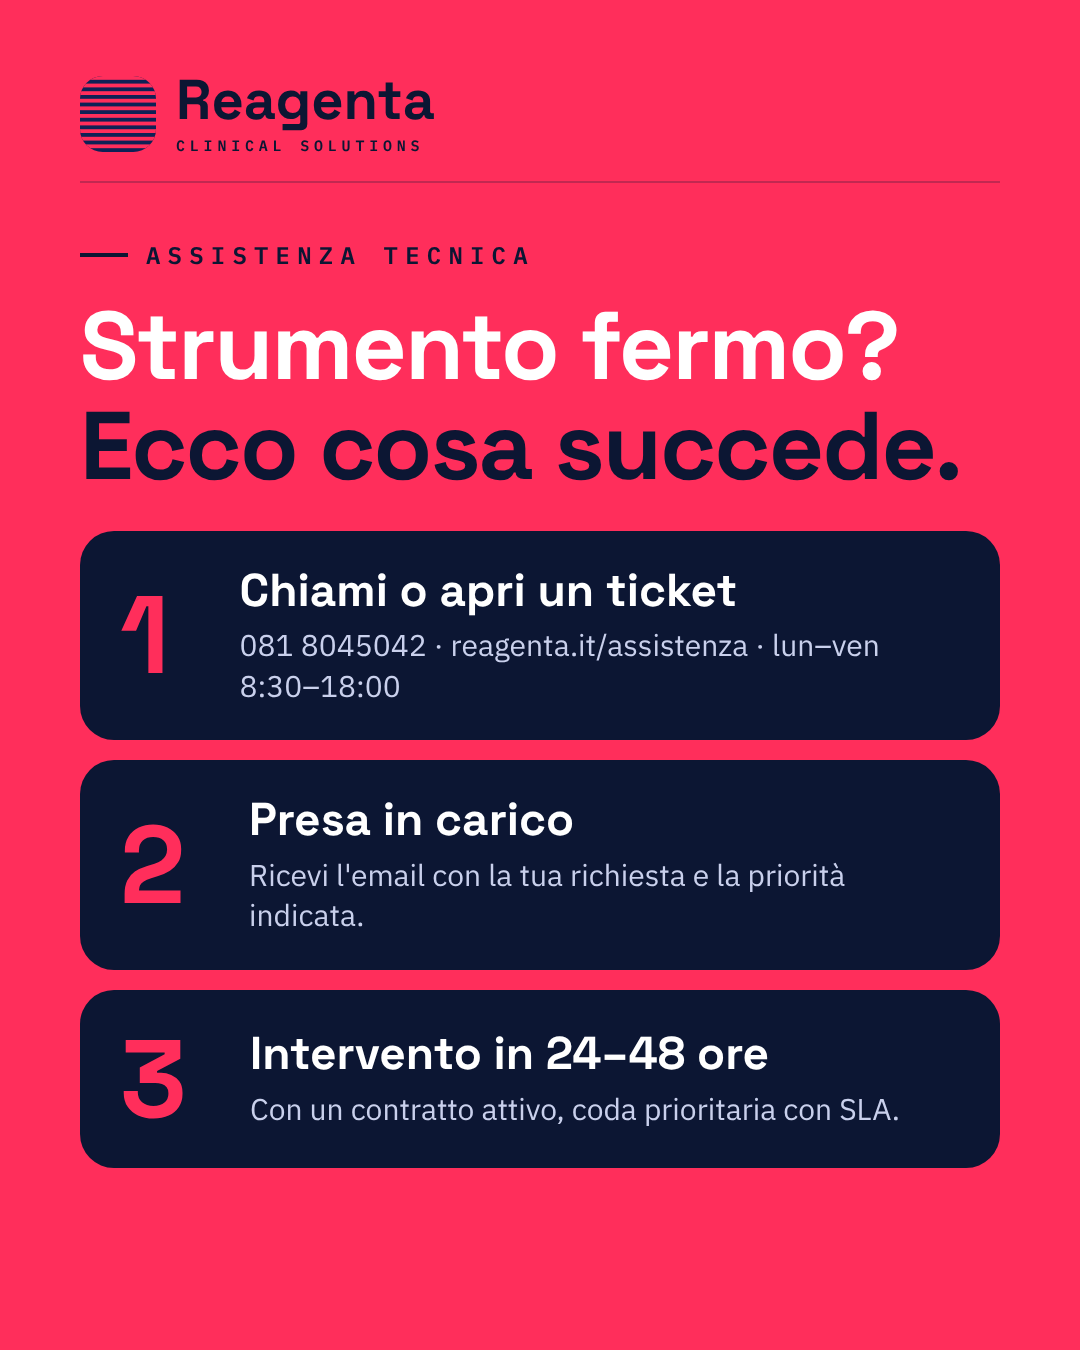 Reagenta
CLINICAL SOLUTIONS
ASSISTENZA TECNICA
Strumento fermo?
Ecco cosa succede.
1
Chiami o apri un ticket
081 8045042 · reagenta.it/assistenza · lun–ven
8:30–18:00
2
Presa in carico
Ricevi l'email con la tua richiesta e la priorità
indicata.
3
Intervento in 24–48 ore
Con un contratto attivo, coda prioritaria con SLA.